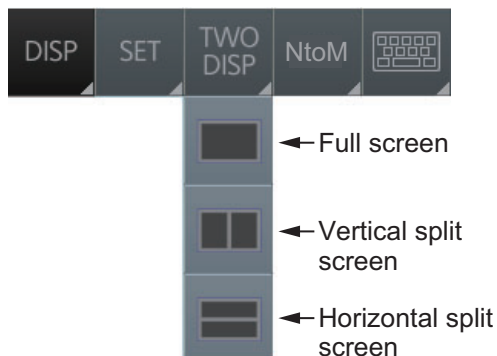 DISP
SET
TWO
DISP
NtoM
Full screen
Vertical split
screen
Horizontal split
screen